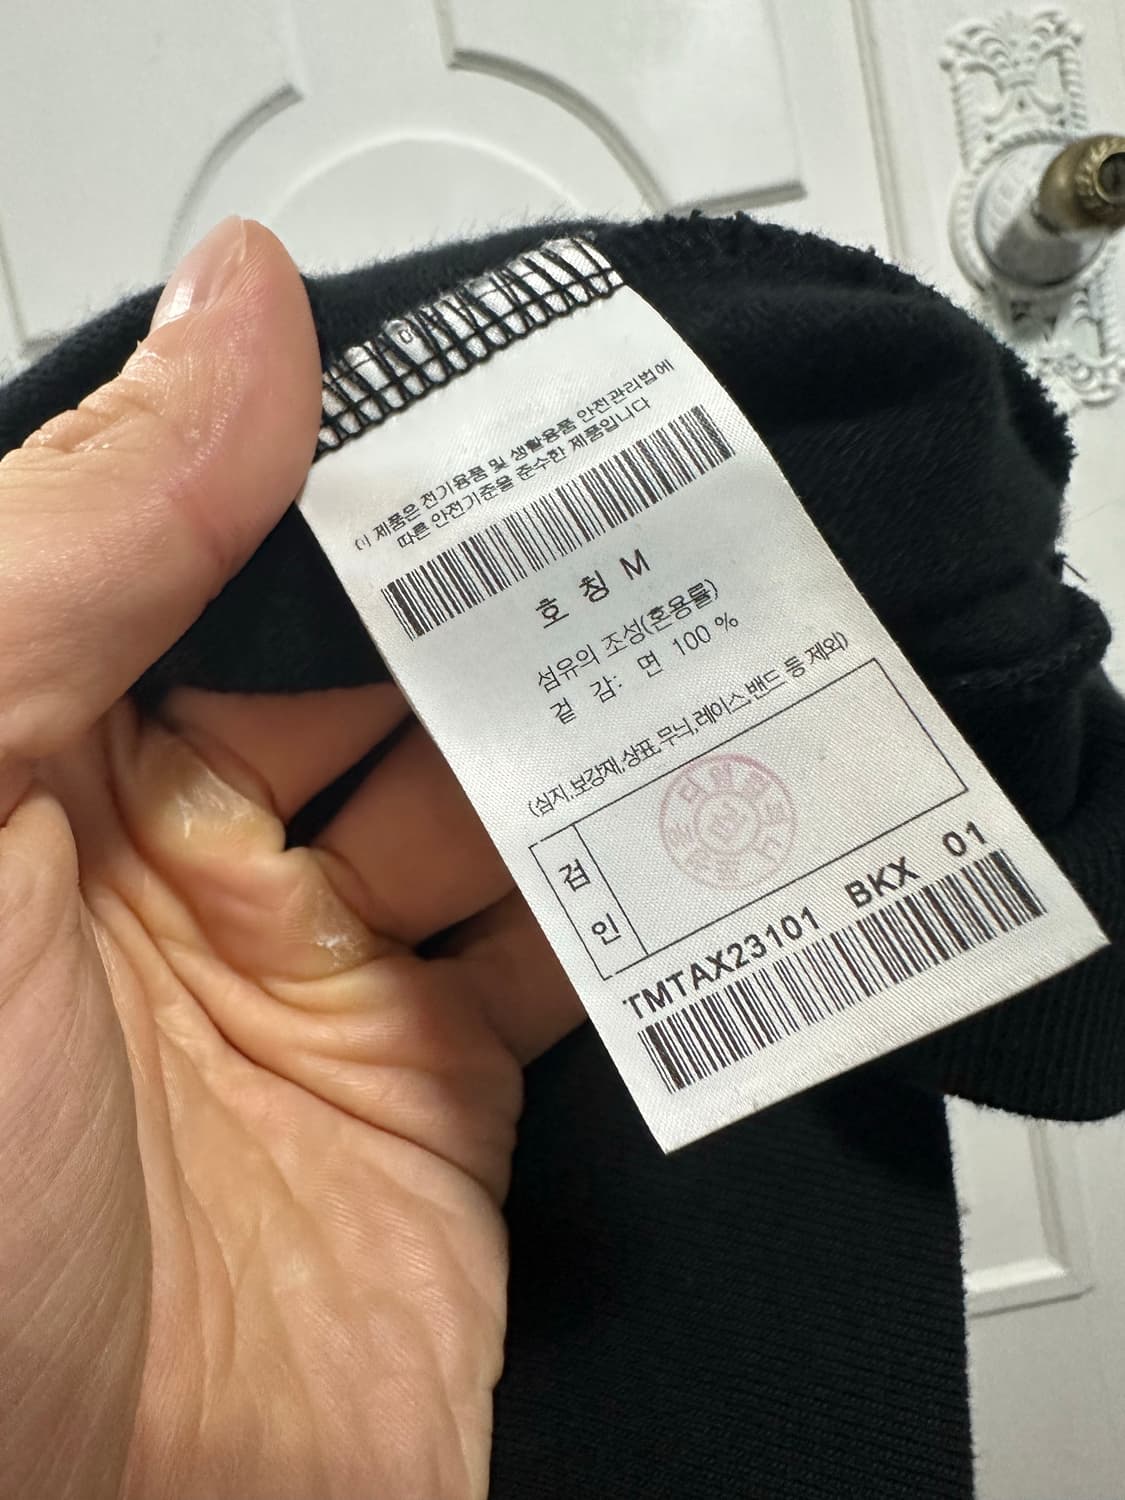 이 제품은 전기용품 및 생활용품 안전관리법에
따른 안전기준을 준수한 제품입니다
호 칭 M
섬유의 조성(혼용률)
겉 감: 면 100 %
(심지,보강재,상표,무늬,레이스밴드 등 제외)
검
인
TMTAX23101 BKX 01